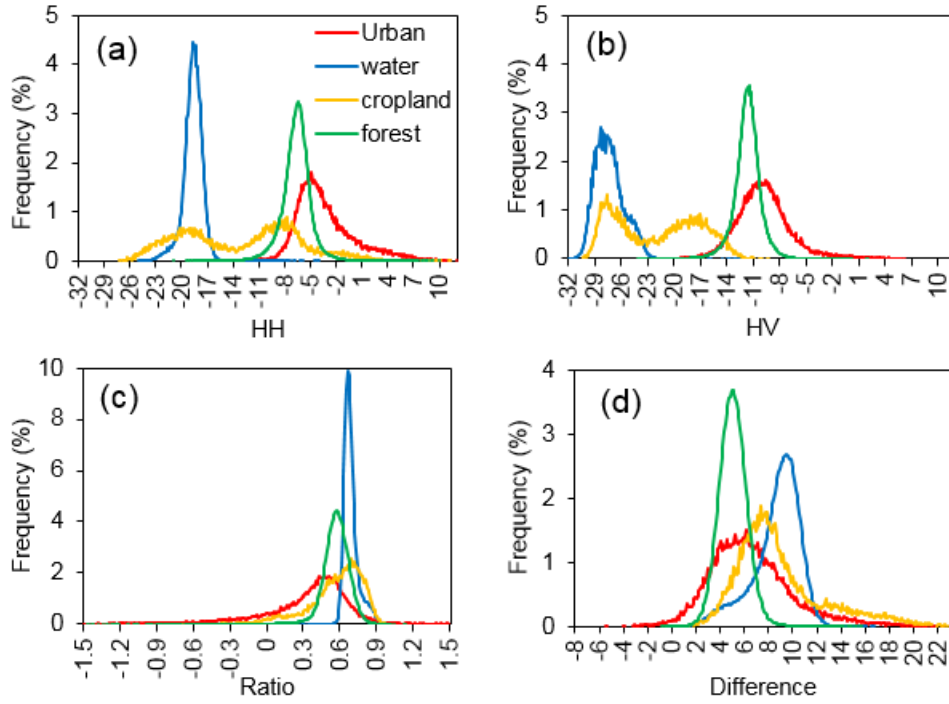 5
4
3
2
1
0
Frequency (%)
(a)
Urban
water
cropland
forest
-32 -29 -26 -23 -20 -17 -14 -11 -8 -5 -2 1 4 7 10
HH
5
4
3
2
1
0
Frequency (%)
(b)
-32 -29 -26 -23 -20 -17 -14 -11 -8 -5 -2 1 4 7 10
HV
10
8
6
4
2
0
Frequency (%)
(c)
-1.5 -1.2 -0.9 -0.6 -0.3 0 0.3 0.6 0.9 1.2 1.5
Ratio
4
3
2
1
0
Frequency (%)
(d)
-8 -6 -4 -2 0 2 4 6 8 10 12 14 16 18 20 22
Difference